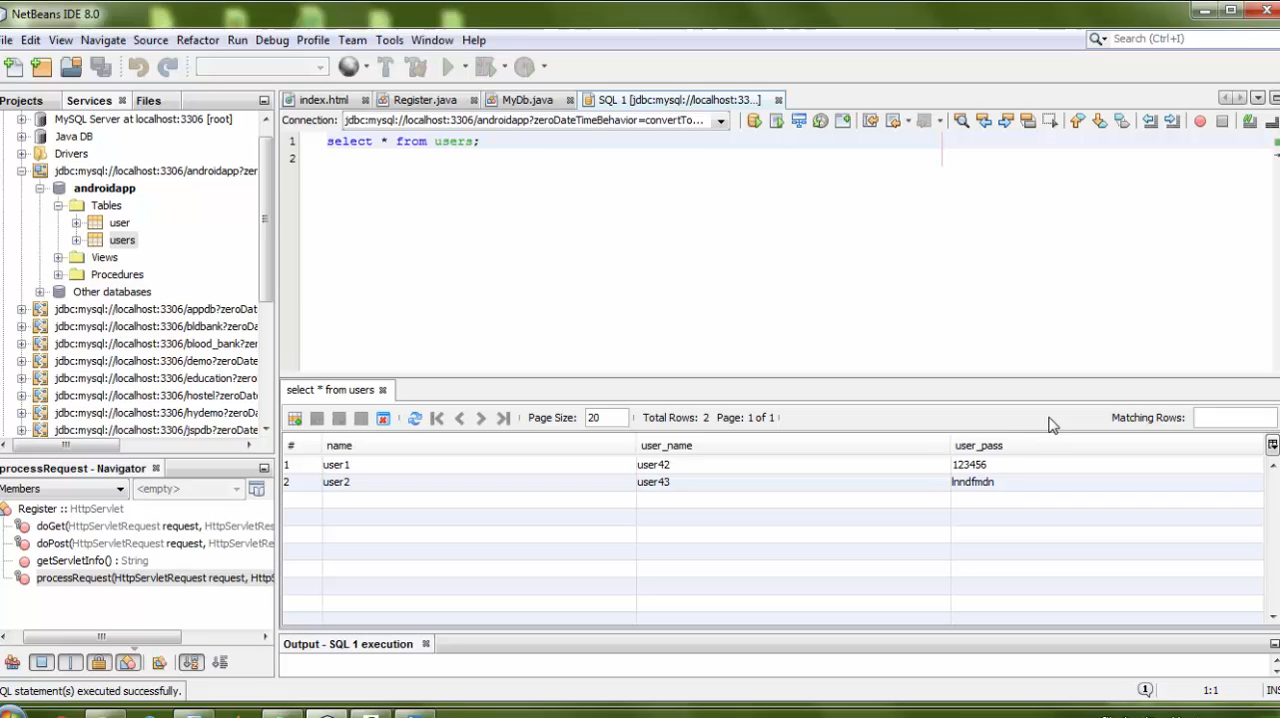 NetBeans IDE 8.0
File Edit View Navigate Source Refactor Run Debug Profile Team Tools Window Help
Search (Ctrl+I)
Projects Services Files
index.html Register.java MyDb.java SQL 1 [jdbc:mysql://localhost:33...]
MySQL Server at localhost:3306 [root]
Connection: jdbc:mysql://localhost:3306/androidapp?zeroDateTimeBehavior=convertTo...
Java DB
1 select * from users;
Drivers
2
jdbc:mysql://localhost:3306/androidapp?zer
androidapp
Tables
user
users
Views
Procedures
Other databases
jdbc:mysql://localhost:3306/appdb?zeroDat
jdbc:mysql://localhost:3306/bldbank?zeroDa
jdbc:mysql://localhost:3306/blood_bank?zer
jdbc:mysql://localhost:3306/demo?zeroDate
jdbc:mysql://localhost:3306/education?zero
jdbc:mysql://localhost:3306/hostel?zeroDat
jdbc:mysql://localhost:3306/hydemo?zeroDa
jdbc:mysql://localhost:3306/jspdb?zeroDate
select * from users
Page Size: 20 Total Rows: 2 Page: 1 of 1 Matching Rows:
# name user_name user_pass
1 user1 user42 123456
2 user2 user43 lnndfmdn
processRequest - Navigator
Members <empty>
Register :: HttpServlet
doGet(HttpServletRequest request, HttpServletRes
doPost(HttpServletRequest request, HttpServletRe
getServletInfo() : String
processRequest(HttpServletRequest request, HttpS
Output - SQL 1 execution
SQL statement(s) executed successfully.
1 1:1 INS